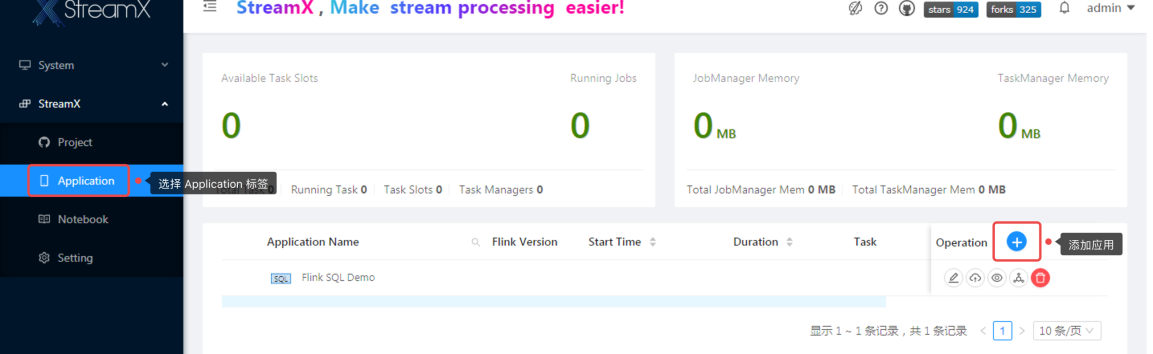 StreamX
StreamX , Make stream processing easier!
stars 924 forks 325 admin
System
StreamX
Project
Application
选择 Application 标签
Notebook
Setting
Available Task Slots Running Jobs
0 0
0 Running Task 0 Task Slots 0 Task Managers 0
JobManager Memory TaskManager Memory
0 MB 0 MB
Total JobManager Mem 0 MB Total TaskManager Mem 0 MB
Application Name Flink Version Start Time Duration Task Operation
添加应用
SQL Flink SQL Demo
显示 1 ~ 1 条记录，共 1 条记录 < 1 > 10 条/页